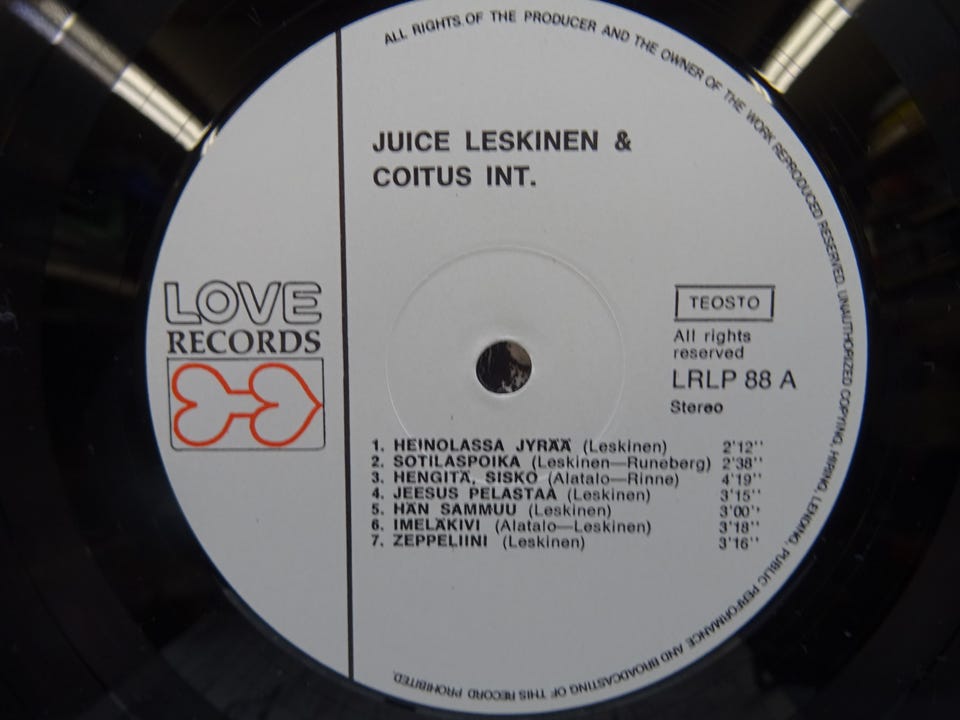 ALL RIGHTS OF THE PRODUCER AND THE OWNER OF THE WORK REPRODUCED RESERVED. UNAUTHORIZED COPYING, HIRING, LENDING, PUBLIC PERFORMANCE AND BROADCASTING OF THIS RECORD PROHIBITED.
JUICE LESKINEN &
COITUS INT.
LOVE
RECORDS
TEOSTO
All rights
reserved
LRLP 88 A
Stereo
1. HEINOLASSA JYRÄÄ (Leskinen) 2'12''
2. SOTILASPOIKA (Leskinen—Runeberg) 2'38''
3. HENGITÄ, SISKO (Alatalo—Rinne) 4'19''
4. JEESUS PELASTAA (Leskinen) 3'15''
5. HÄN SAMMUU (Leskinen) 3'00''
6. IMELÄKIVI (Alatalo—Leskinen) 3'18''
7. ZEPPELIINI (Leskinen) 3'16''